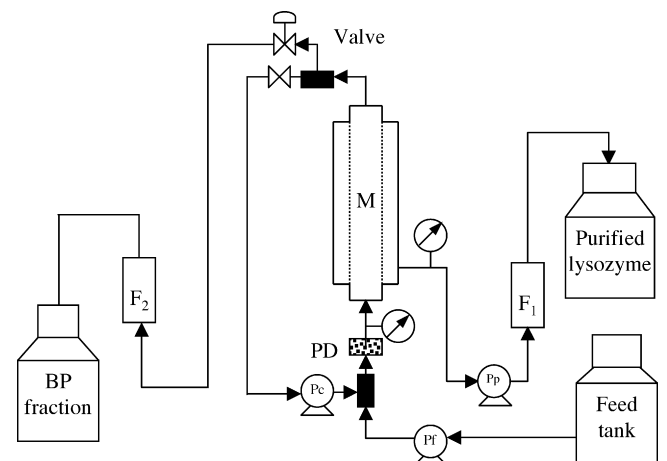 Valve
M
Purified
lysozyme
F2
F1
PD
BP
fraction
Pc
Pp
Feed
tank
Pf